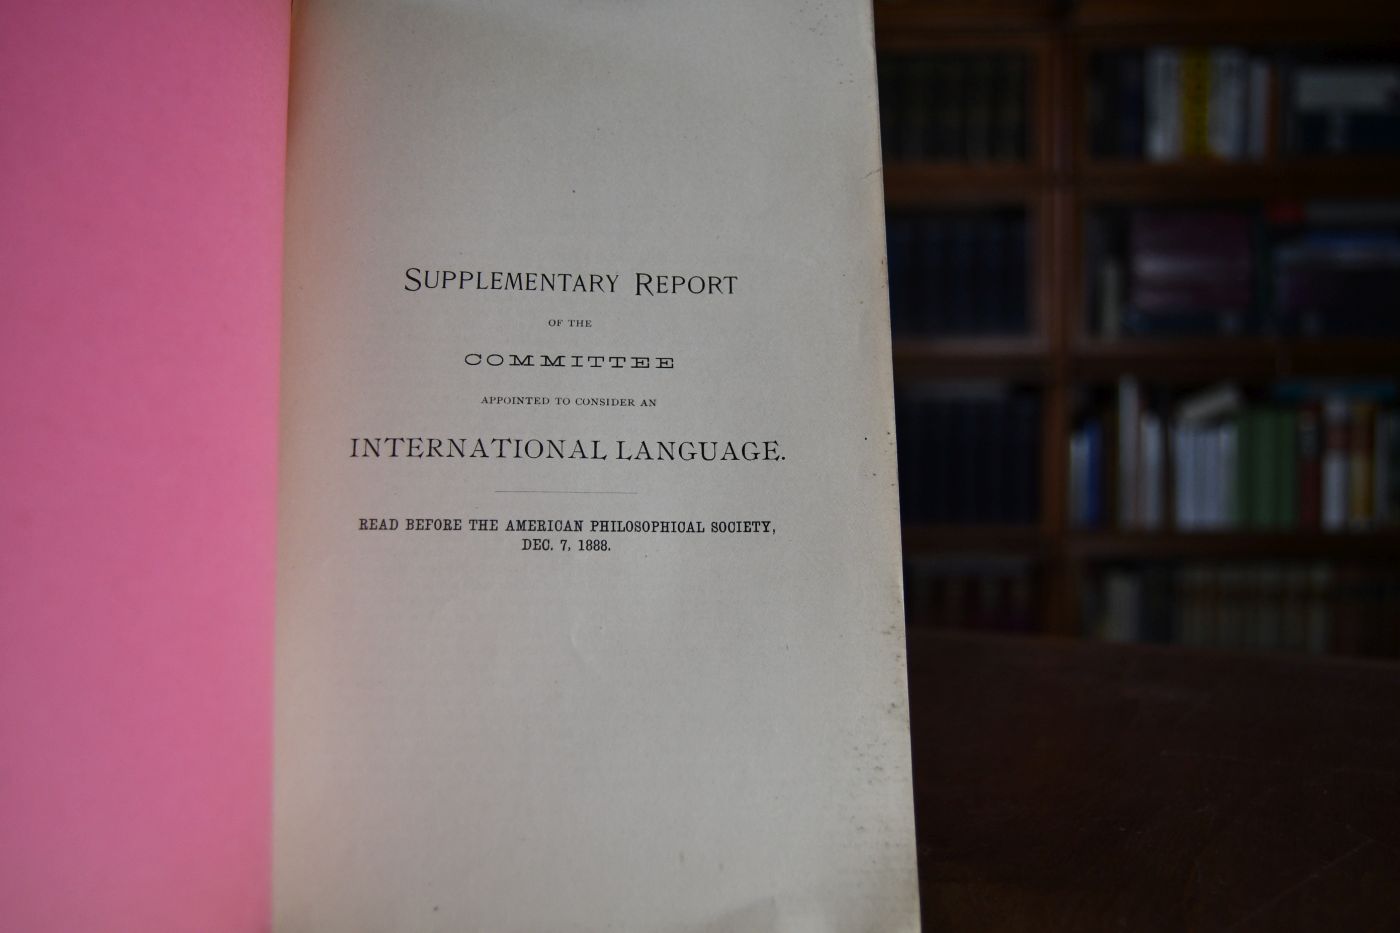 SUPPLEMENTARY REPORT
OF THE
COMMITTEE
APPOINTED TO CONSIDER AN
INTERNATIONAL LANGUAGE.
READ BEFORE THE AMERICAN PHILOSOPHICAL SOCIETY,
DEC. 7, 1888.